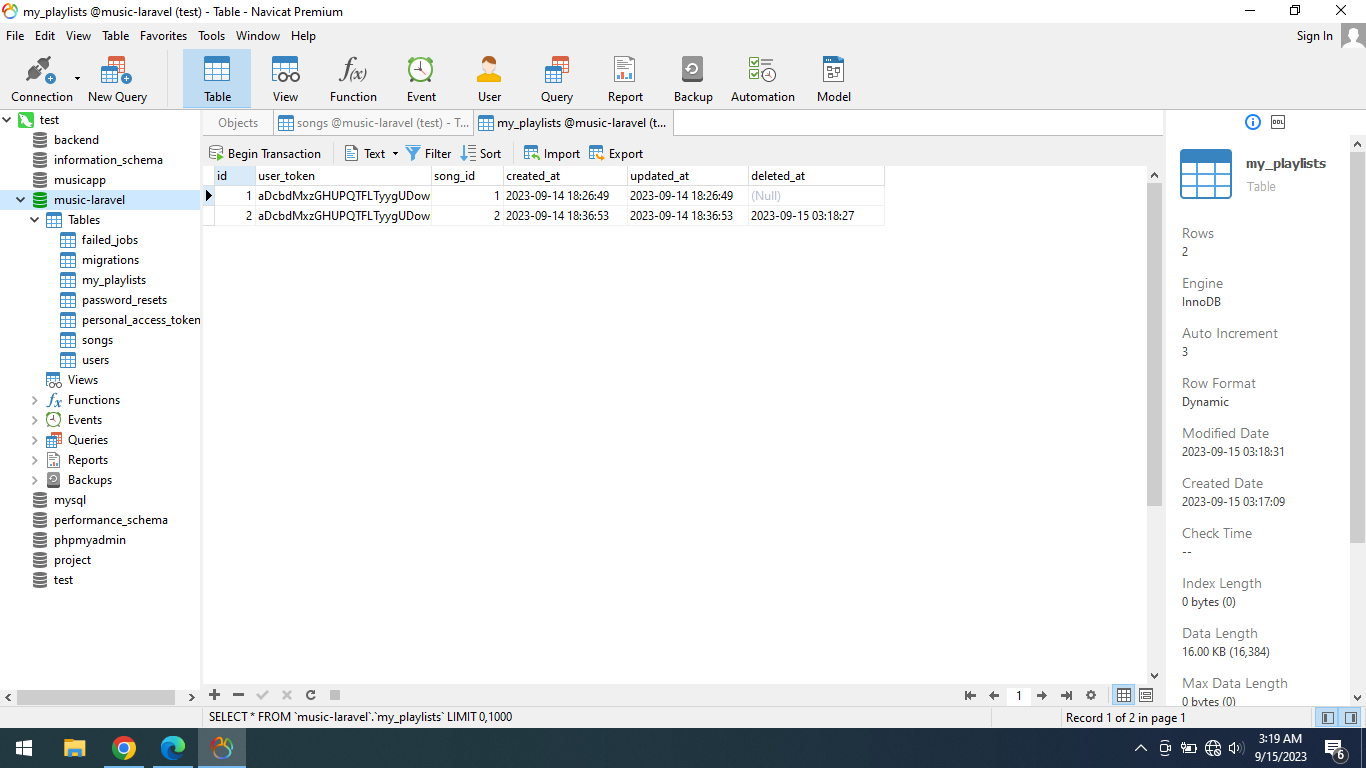 my_playlists @music-laravel (test) - Table - Navicat Premium
File Edit View Table Favorites Tools Window Help Sign In
Connection New Query Table View Function Event User Query Report Backup Automation Model
f(x)
test
backend
information_schema
musicapp
music-laravel
Tables
failed_jobs
migrations
my_playlists
password_resets
personal_access_token
songs
users
Views
fx Functions
Events
Queries
Reports
Backups
mysql
performance_schema
phpmyadmin
project
test
Objects songs @music-laravel (test) - T... my_playlists @music-laravel (t...
Begin Transaction Text Filter Sort Import Export
id user_token song_id created_at updated_at deleted_at
1 aDcbdMxzGHUPQTFLTyygUDow 1 2023-09-14 18:26:49 2023-09-14 18:26:49 (Null)
2 aDcbdMxzGHUPQTFLTyygUDow 2 2023-09-14 18:36:53 2023-09-14 18:36:53 2023-09-15 03:18:27
DDL
my_playlists
Table
Rows
2
Engine
InnoDB
Auto Increment
3
Row Format
Dynamic
Modified Date
2023-09-15 03:18:31
Created Date
2023-09-15 03:17:09
Check Time
--
Index Length
0 bytes (0)
Data Length
16.00 KB (16,384)
Max Data Length
0 bytes (0)
1
SELECT * FROM `music-laravel`.`my_playlists` LIMIT 0,1000
Record 1 of 2 in page 1
3:19 AM
9/15/2023
6